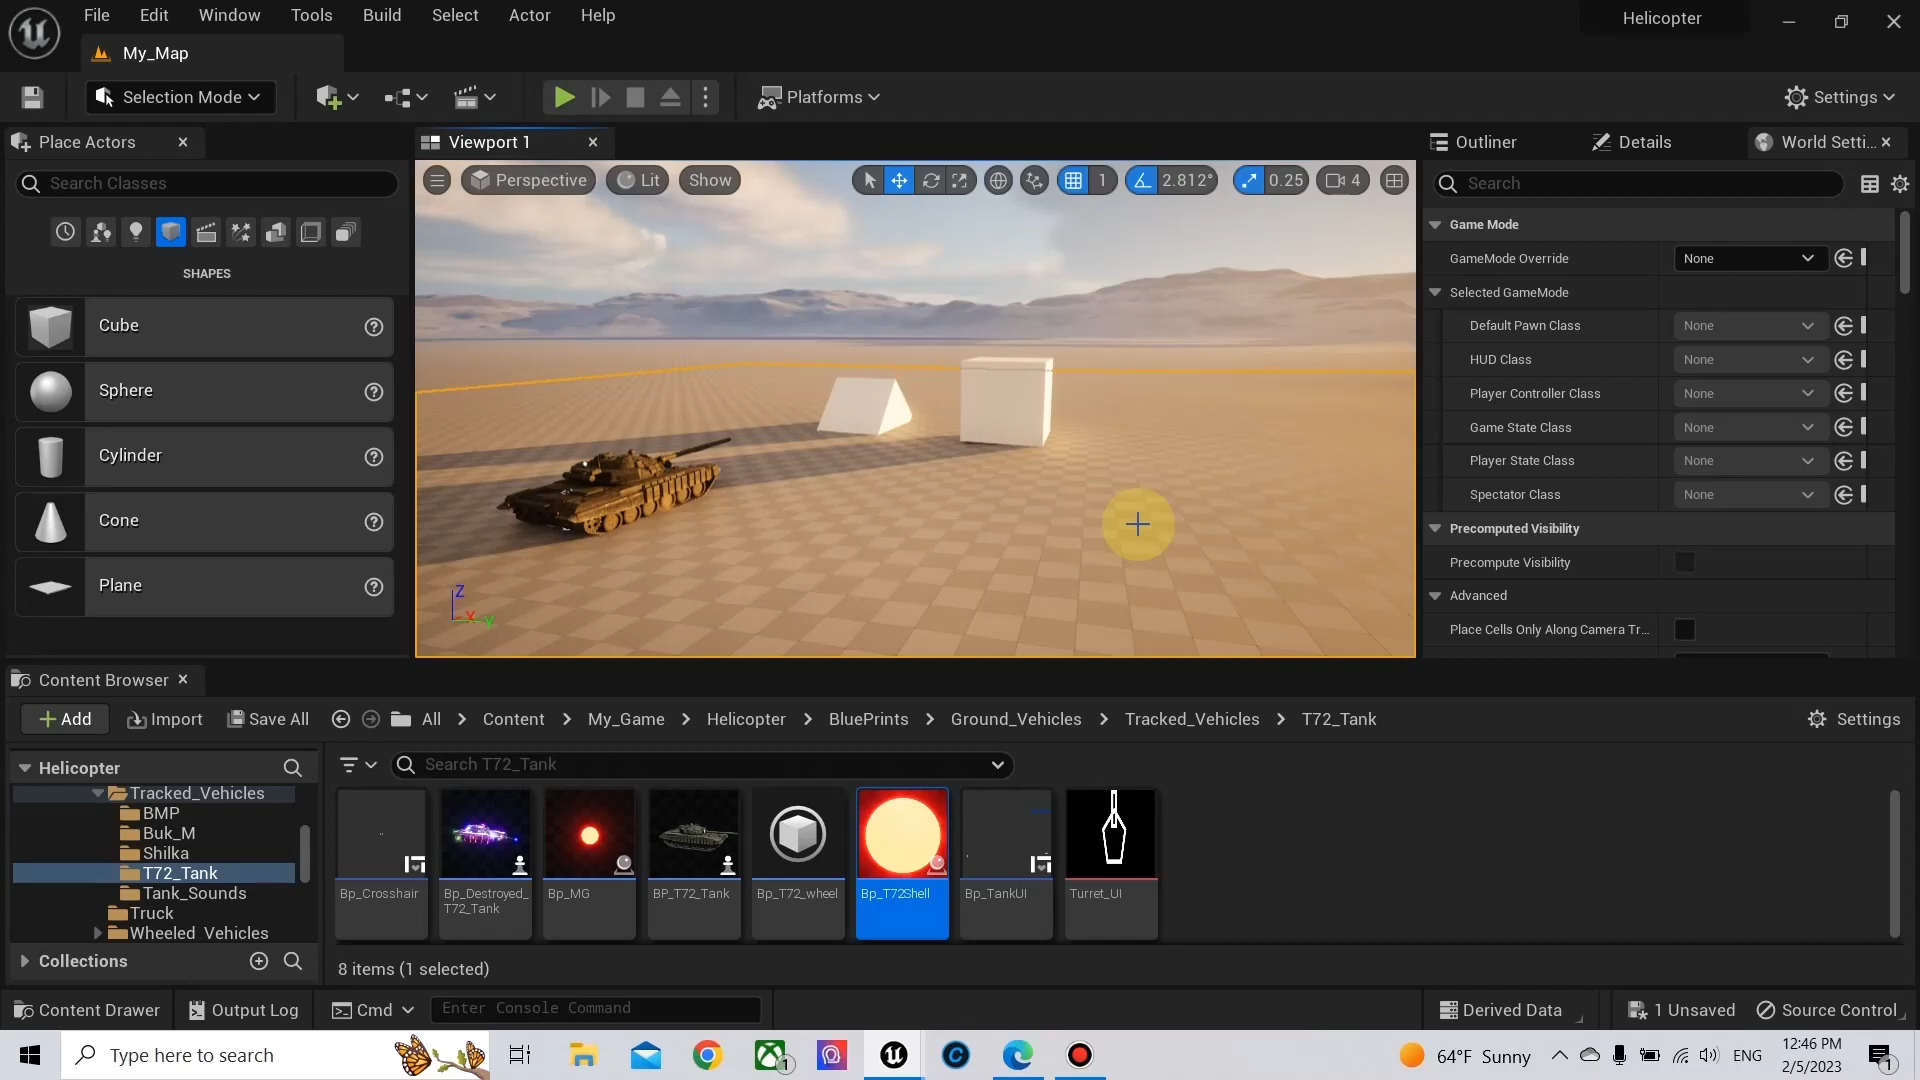 File Edit Window Tools Build Select Actor Help
Helicopter
My_Map
Selection Mode
Platforms
Settings
Place Actors
Viewport 1
Outliner
Details
World Setti...
Search Classes
Perspective
Lit
Show
1
2.812°
0.25
4
Search
SHAPES
Cube
Sphere
Cylinder
Cone
Plane
Z
X
Y
Game Mode
GameMode Override None
Selected GameMode
Default Pawn Class None
HUD Class None
Player Controller Class None
Game State Class None
Player State Class None
Spectator Class None
Precomputed Visibility
Precompute Visibility
Advanced
Place Cells Only Along Camera Tr...
Content Browser
Add
Import
Save All
All > Content > My_Game > Helicopter > BluePrints > Ground_Vehicles > Tracked_Vehicles > T72_Tank
Settings
Helicopter
Search T72_Tank
Tracked_Vehicles
BMP
Buk_M
Shilka
T72_Tank
Tank_Sounds
Truck
Wheeled_Vehicles
Collections
Bp_Crosshair
Bp_Destroyed_
T72_Tank
Bp_MG
BP_T72_Tank
Bp_T72_wheel
Bp_T72Shell
Bp_TankUI
Turret_UI
8 items (1 selected)
Content Drawer
Output Log
Cmd
Enter Console Command
Derived Data
1 Unsaved
Source Control
Type here to search
1
64°F Sunny
ENG
12:46 PM
2/5/2023
1